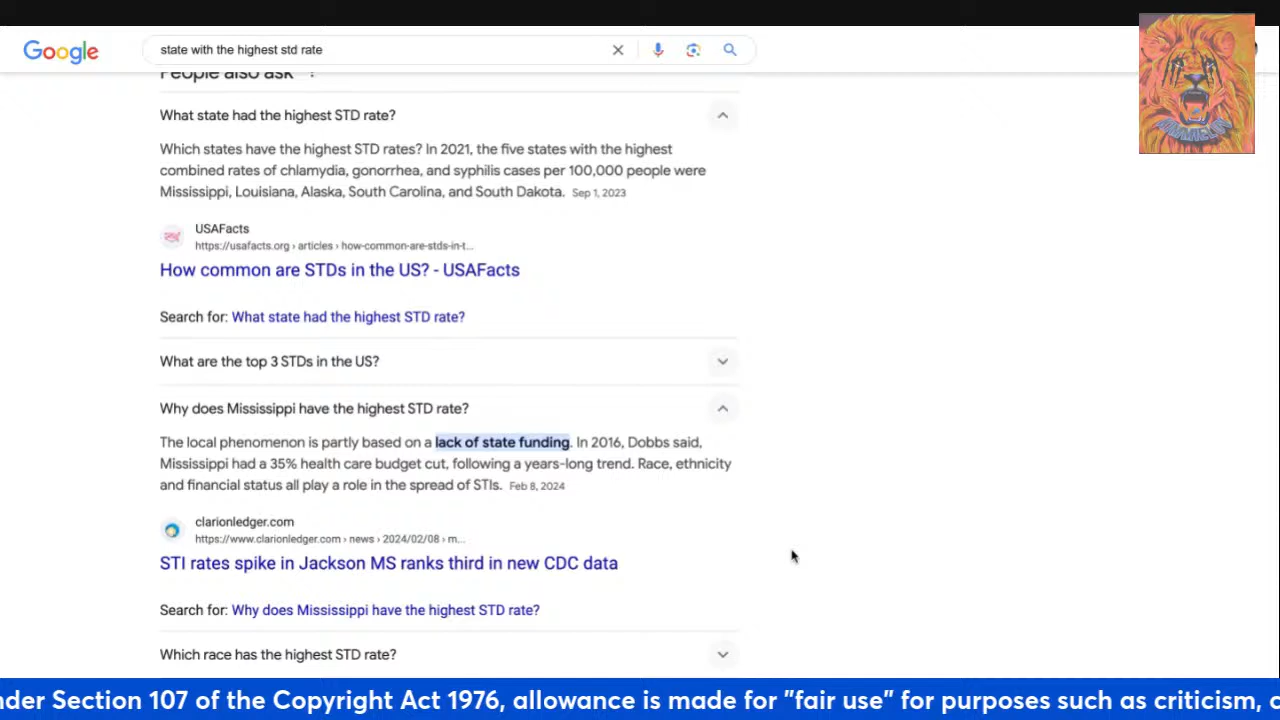 Google
state with the highest std rate
People also ask
What state had the highest STD rate?
Which states have the highest STD rates? In 2021, the five states with the highest
combined rates of chlamydia, gonorrhea, and syphilis cases per 100,000 people were
Mississippi, Louisiana, Alaska, South Carolina, and South Dakota. Sep 1, 2023
USAFacts
https://usafacts.org › articles › how-common-are-stds-in-t...
How common are STDs in the US? - USAFacts
Search for: What state had the highest STD rate?
What are the top 3 STDs in the US?
Why does Mississippi have the highest STD rate?
The local phenomenon is partly based on a lack of state funding. In 2016, Dobbs said,
Mississippi had a 35% health care budget cut, following a years-long trend. Race, ethnicity
and financial status all play a role in the spread of STIs. Feb 8, 2024
clarionledger.com
https://www.clarionledger.com › news › 2024/02/08 › m...
STI rates spike in Jackson MS ranks third in new CDC data
Search for: Why does Mississippi have the highest STD rate?
Which race has the highest STD rate?
nder Section 107 of the Copyright Act 1976, allowance is made for "fair use" for purposes such as criticism, c